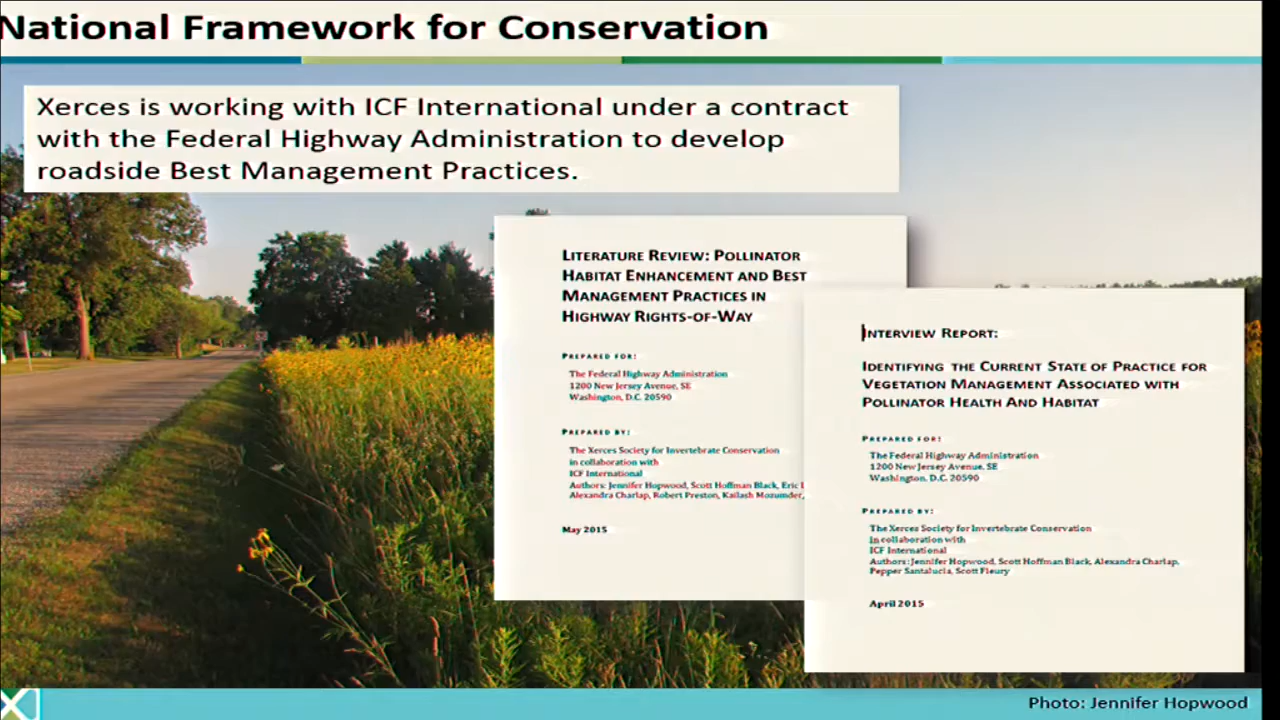 National Framework for Conservation
Xerces is working with ICF International under a contract
with the Federal Highway Administration to develop
roadside Best Management Practices.
LITERATURE REVIEW: POLLINATOR
HABITAT ENHANCEMENT AND BEST
MANAGEMENT PRACTICES IN
HIGHWAY RIGHTS-OF-WAY
PREPARED FOR:
The Federal Highway Administration
1200 New Jersey Avenue, SE
Washington, D.C. 20590
PREPARED BY:
The Xerces Society for Invertebrate Conservation
in collaboration with
ICF International
Authors: Jennifer Hopwood, Scott Hoffman Black, Eric
Alexandra Charlap, Robert Preston, Kailash Mozumder,
May 2015
INTERVIEW REPORT:
IDENTIFYING THE CURRENT STATE OF PRACTICE FOR
VEGETATION MANAGEMENT ASSOCIATED WITH
POLLINATOR HEALTH AND HABITAT
PREPARED FOR:
The Federal Highway Administration
1200 New Jersey Avenue, SE
Washington, D.C. 20590
PREPARED BY:
The Xerces Society for Invertebrate Conservation
In collaboration with
ICF International
Authors: Jennifer Hopwood, Scott Hoffman Black, Alexandra Charlap,
Pepper Santalucia, Scott Fleury
April 2015
Photo: Jennifer Hopwood